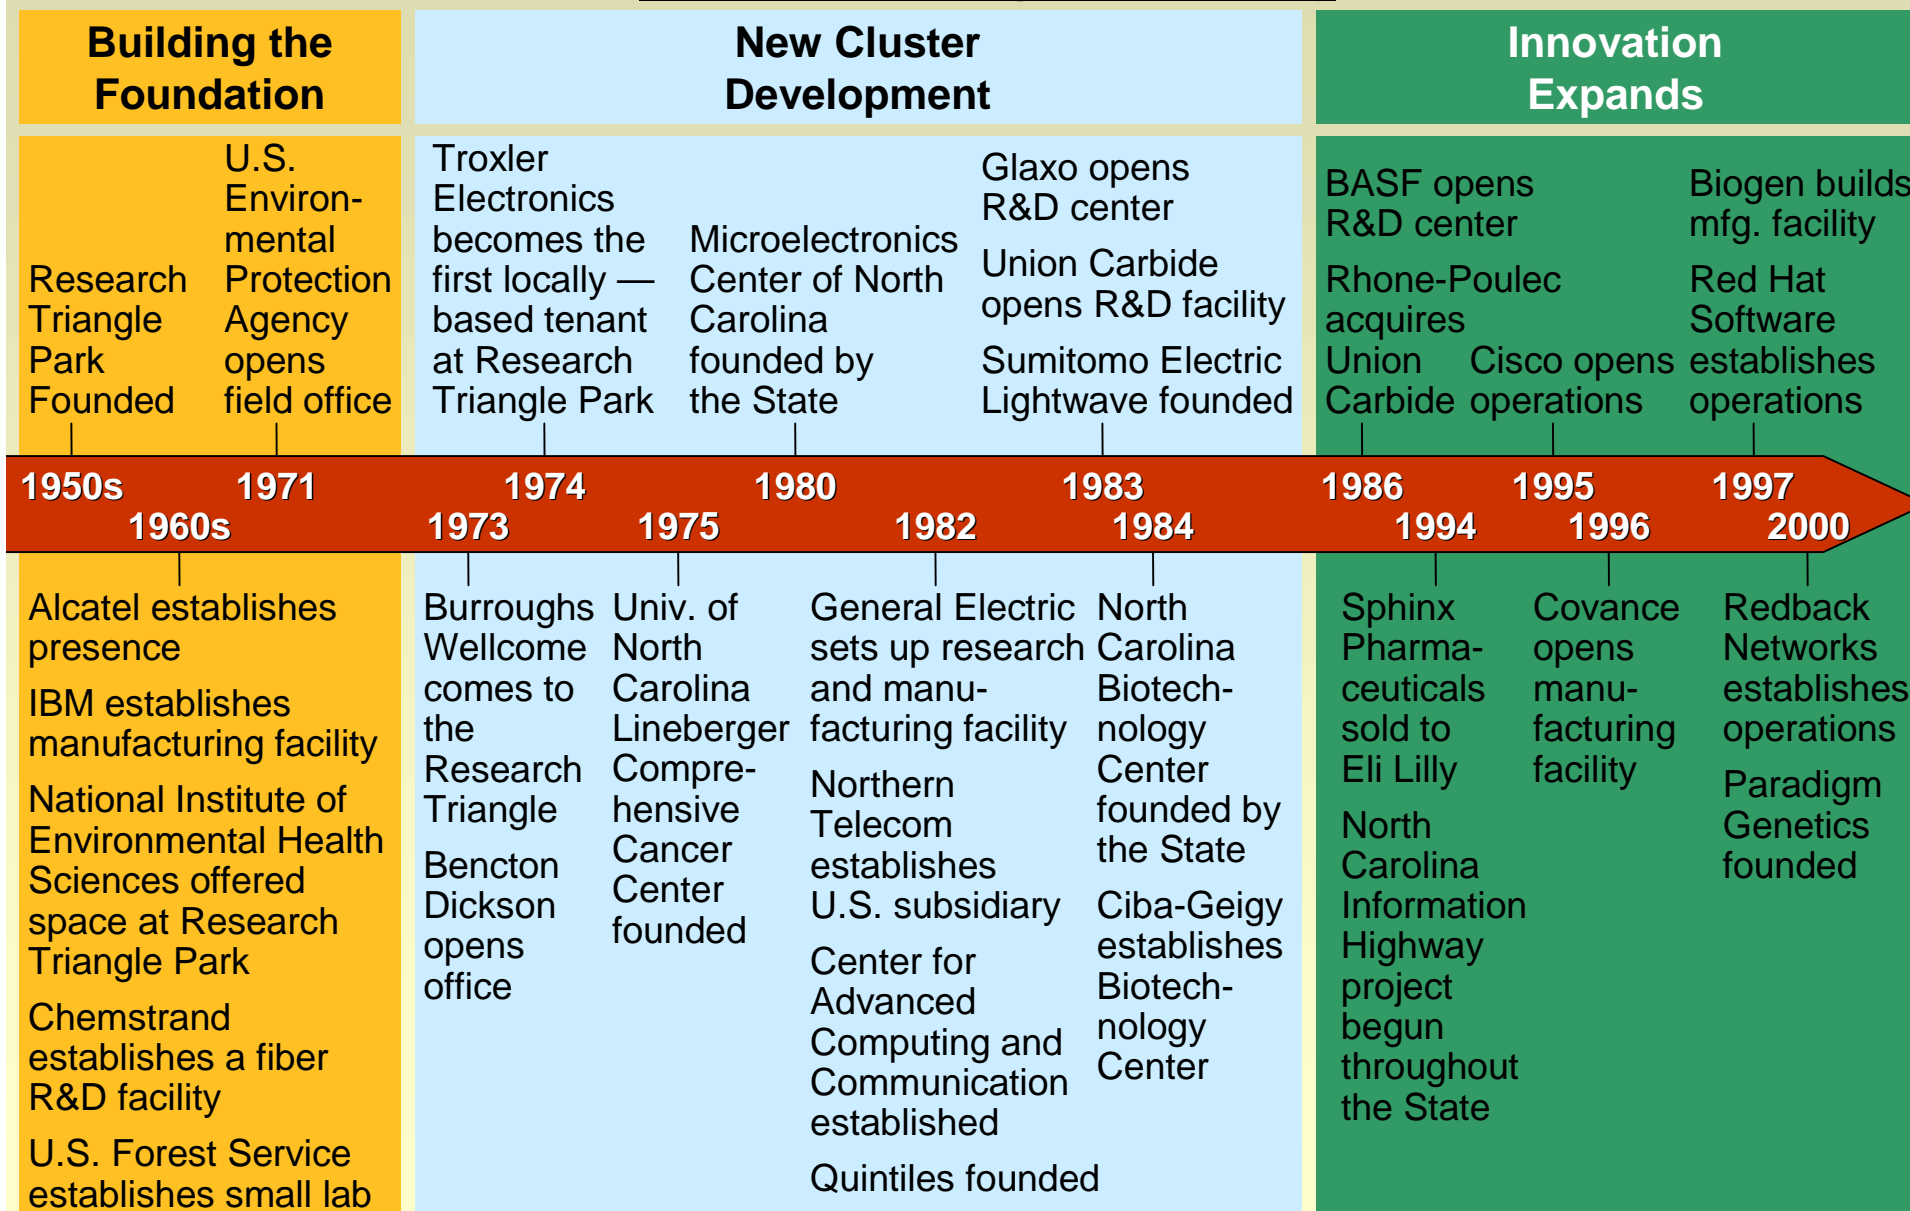 Building the
Foundation
New Cluster
Development
Innovation
Expands
Research
Triangle
Park
Founded
U.S.
Environ-
mental
Protection
Agency
opens
field office
Troxler
Electronics
becomes the
first locally —
based tenant
at Research
Triangle Park
Microelectronics
Center of North
Carolina
founded by
the State
Glaxo opens
R&D center
Union Carbide
opens R&D facility
Sumitomo Electric
Lightwave founded
BASF opens
R&D center
Rhone-Poulec
acquires
Union
Carbide
Cisco opens
operations
Biogen builds
mfg. facility
Red Hat
Software
establishes
operations
1950s 1971 1974 1980 1983 1986 1995 1997
1960s 1973 1975 1982 1984 1994 1996 2000
Alcatel establishes
presence
IBM establishes
manufacturing facility
National Institute of
Environmental Health
Sciences offered
space at Research
Triangle Park
Chemstrand
establishes a fiber
R&D facility
U.S. Forest Service
establishes small lab
Burroughs
Wellcome
comes to
the
Research
Triangle
Bencton
Dickson
opens
office
Univ. of
North
Carolina
Lineberger
Compre-
hensive
Cancer
Center
founded
General Electric
sets up research
and manu-
facturing facility
Northern
Telecom
establishes
U.S. subsidiary
Center for
Advanced
Computing and
Communication
established
Quintiles founded
North
Carolina
Biotech-
nology
Center
founded by
the State
Ciba-Geigy
establishes
Biotech-
nology
Center
Sphinx
Pharma-
ceuticals
sold to
Eli Lilly
North
Carolina
Information
Highway
project
begun
throughout
the State
Covance
opens
manu-
facturing
facility
Redback
Networks
establishes
operations
Paradigm
Genetics
founded